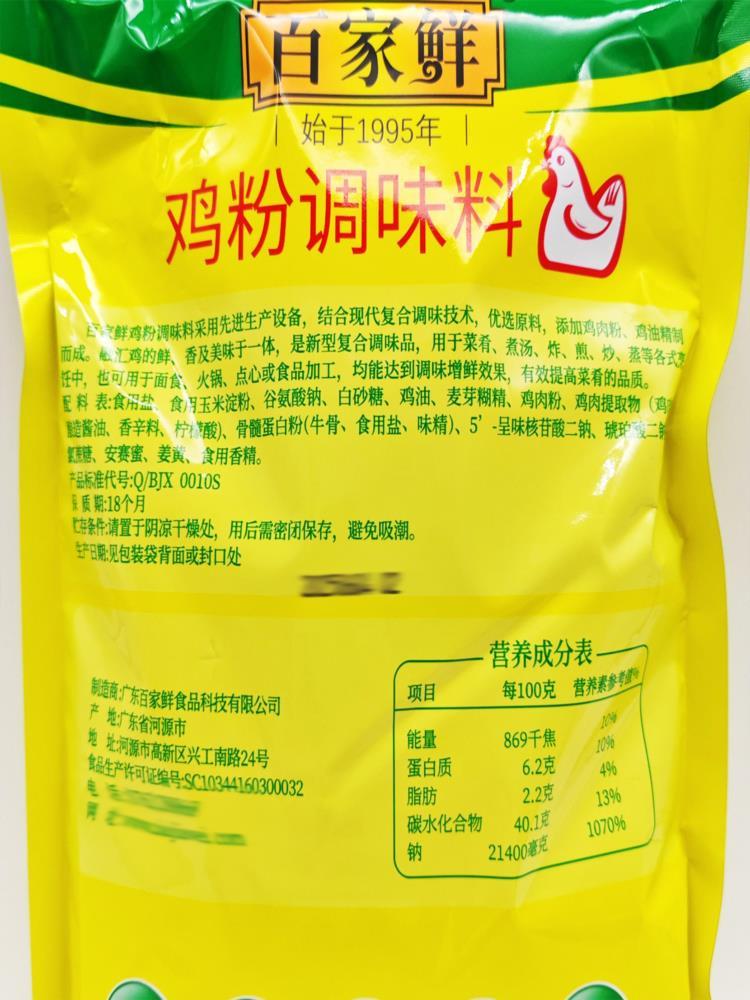 百家鲜
始于1995年
鸡粉调味料
百家鲜鸡粉调味料采用先进生产设备，结合现代复合调味技术，优选原料，添加鸡肉粉、鸡油精制
而成。融汇鸡的鲜、香及美味于一体，是新型复合调味品，用于菜肴、煮汤、炸、煎、炒、蒸等各式烹
饪中，也可用于面食、火锅、点心或食品加工，均能达到调味增鲜效果，有效提高菜肴的品质。
配 料 表:食用盐、食用玉米淀粉、谷氨酸钠、白砂糖、鸡油、麦芽糊精、鸡肉粉、鸡肉提取物（鸡
酿造酱油、香辛料、柠檬酸）、骨髓蛋白粉(牛骨、食用盐、味精)、5’-呈味核苷酸二钠、琥珀酸二钠
氯蔗糖、安赛蜜、姜黄、食用香精。
产品标准代号:Q/BJX 0010S
保 质 期:18个月
贮存条件:请置于阴凉干燥处，用后需密闭保存，避免吸潮。
生产日期:见包装袋背面或封口处
制造商:广东百家鲜食品科技有限公司
产 地:广东省河源市
地 址:河源市高新区兴工南路24号
食品生产许可证编号:SC10344160300032
电
网
营养成分表
项目 每100克 营养素参考值%
能量 869千焦 10%
蛋白质 6.2克 10%
脂肪 2.2克 4%
碳水化合物 40.1克 13%
钠 21400毫克 1070%